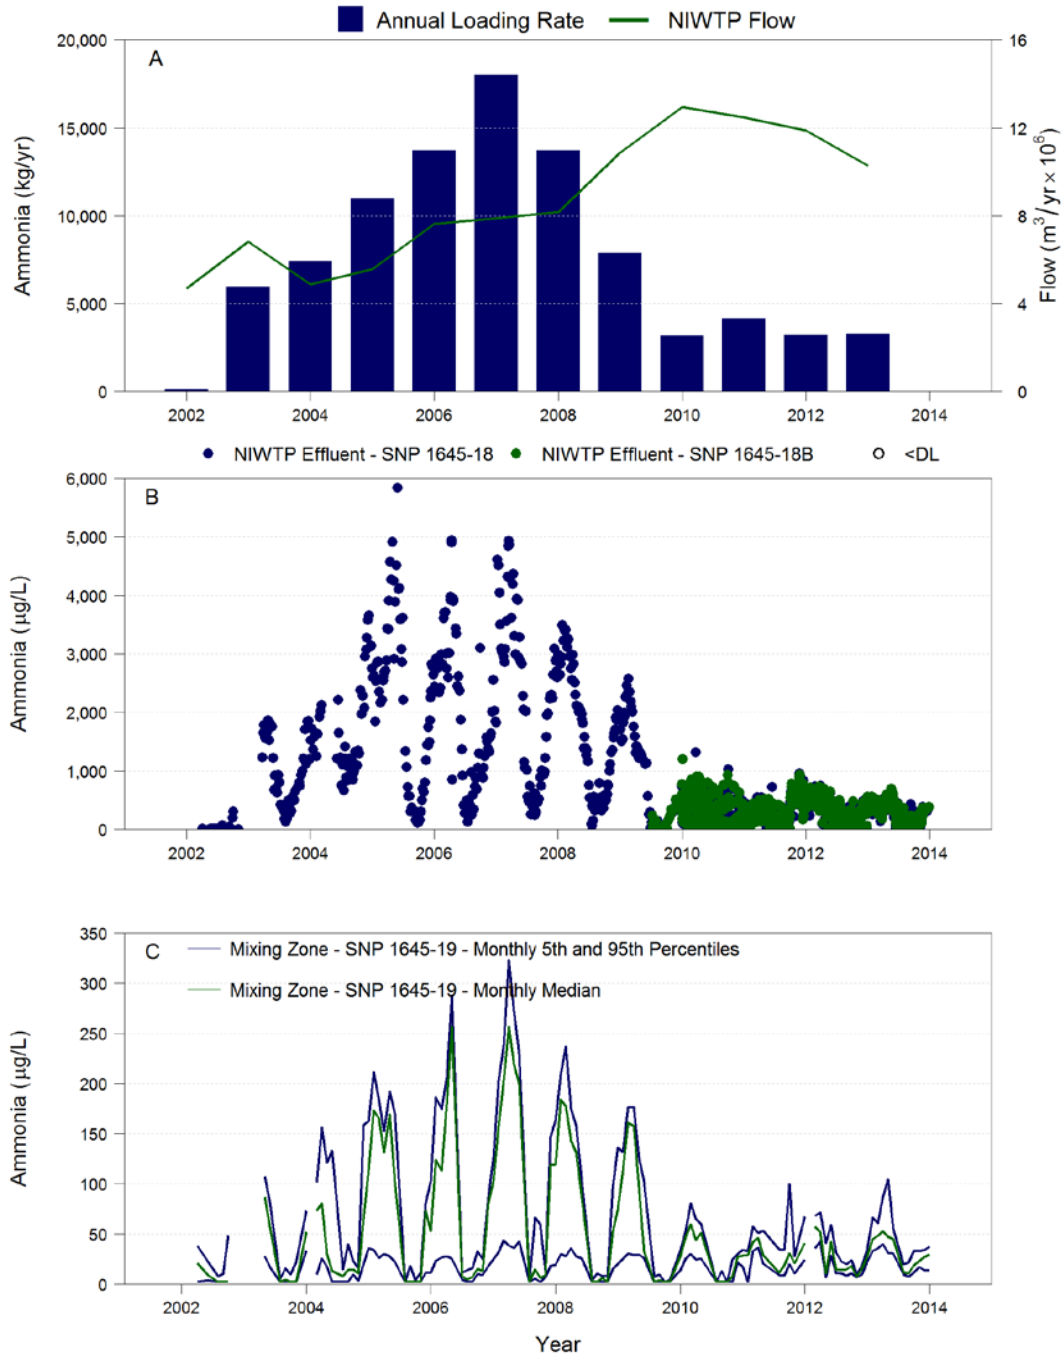 Annual Loading Rate NIWTP Flow
A
20,000
15,000
10,000
5,000
0
Ammonia (kg/yr)
16
12
8
4
0
Flow (m³/yr × 10⁶)
2002 2004 2006 2008 2010 2012 2014
NIWTP Effluent - SNP 1645-18 NIWTP Effluent - SNP 1645-18B <DL
B
6,000
5,000
4,000
3,000
2,000
1,000
0
Ammonia (µg/L)
2002 2004 2006 2008 2010 2012 2014
C
Mixing Zone - SNP 1645-19 - Monthly 5th and 95th Percentiles
Mixing Zone - SNP 1645-19 - Monthly Median
350
300
250
200
150
100
50
0
Ammonia (µg/L)
2002 2004 2006 2008 2010 2012 2014
Year